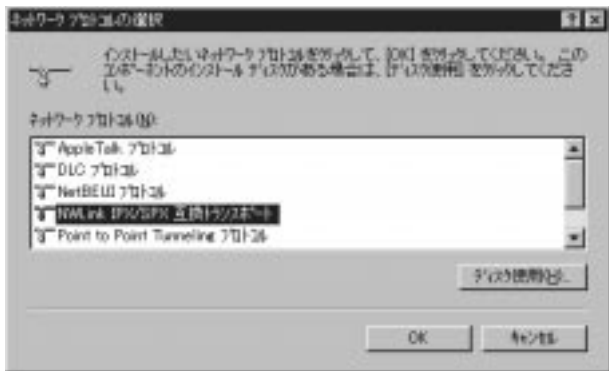 ネットワーク プロトコルの選択
インストールしたいネットワーク プロトコルをクリックして、[OK] をクリックしてください。 この
コンポーネントのインストール ディスクがある場合は、[ディスク使用] をクリックしてくださ
い。
ネットワーク プロトコル(N):
AppleTalk プロトコル
DLC プロトコル
NetBEUI プロトコル
NWLink IPX/SPX 互換トランスポート
Point to Point Tunneling プロトコル
ディスク使用(H)...
OK
キャンセル